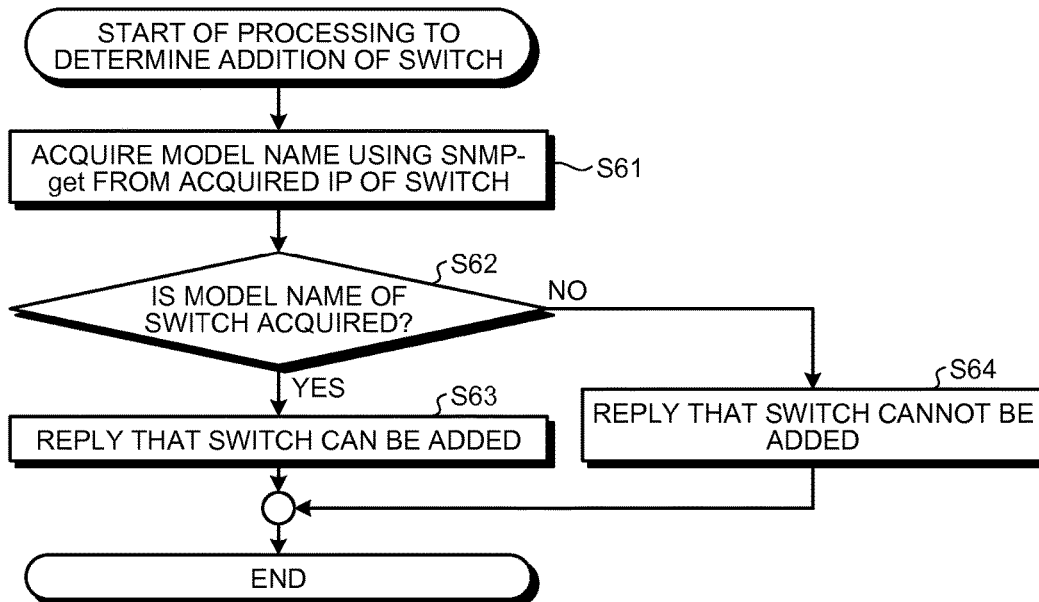 START OF PROCESSING TO
DETERMINE ADDITION OF SWITCH
ACQUIRE MODEL NAME USING SNMP-
get FROM ACQUIRED IP OF SWITCH
S61
S62
IS MODEL NAME OF
SWITCH ACQUIRED?
NO
YES
S63
REPLY THAT SWITCH CAN BE ADDED
S64
REPLY THAT SWITCH CANNOT BE
ADDED
END